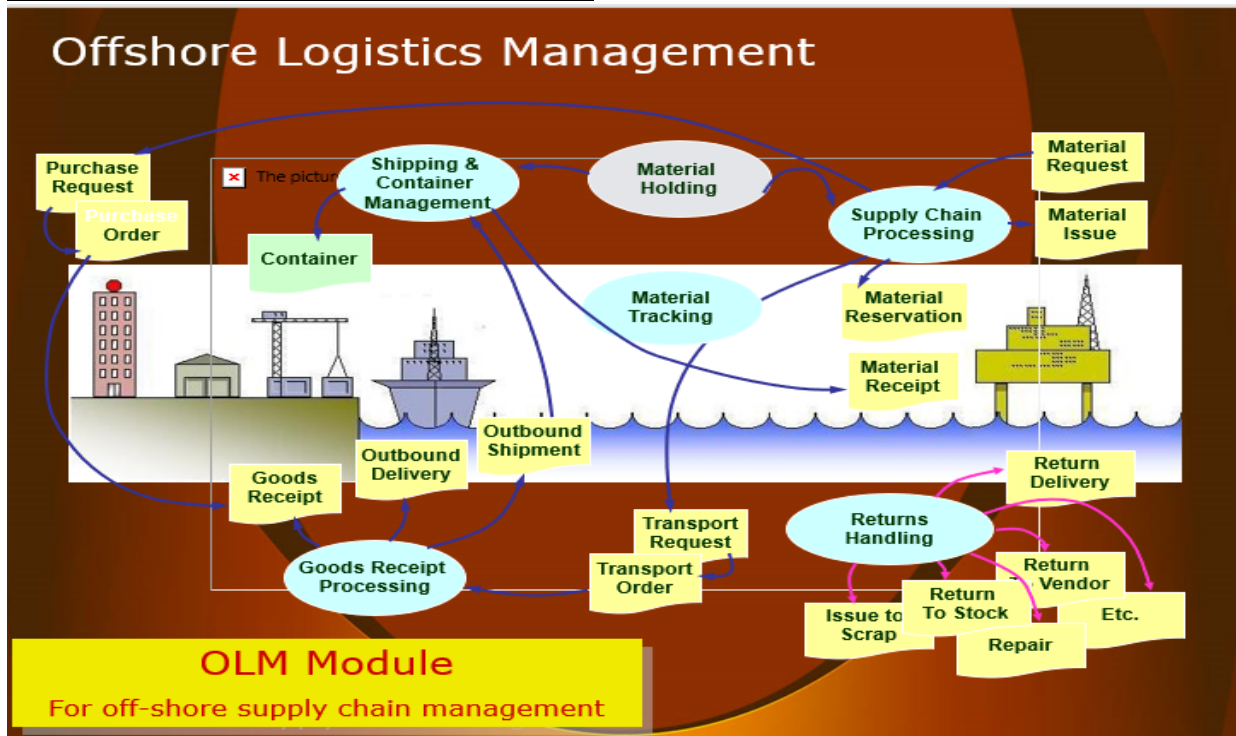 Offshore Logistics Management
Purchase
Request
Purchase
Order
The pictur
Shipping &
Container
Management
Container
Material
Holding
Supply Chain
Processing
Material
Request
Material
Issue
Material
Tracking
Material
Reservation
Material
Receipt
Outbound
Shipment
Outbound
Delivery
Goods
Receipt
Goods Receipt
Processing
Transport
Request
Transport
Order
Returns
Handling
Return
Delivery
Return
Vendor
Return
To Stock
Etc.
Issue to
Scrap
Repair
OLM Module
For off-shore supply chain management